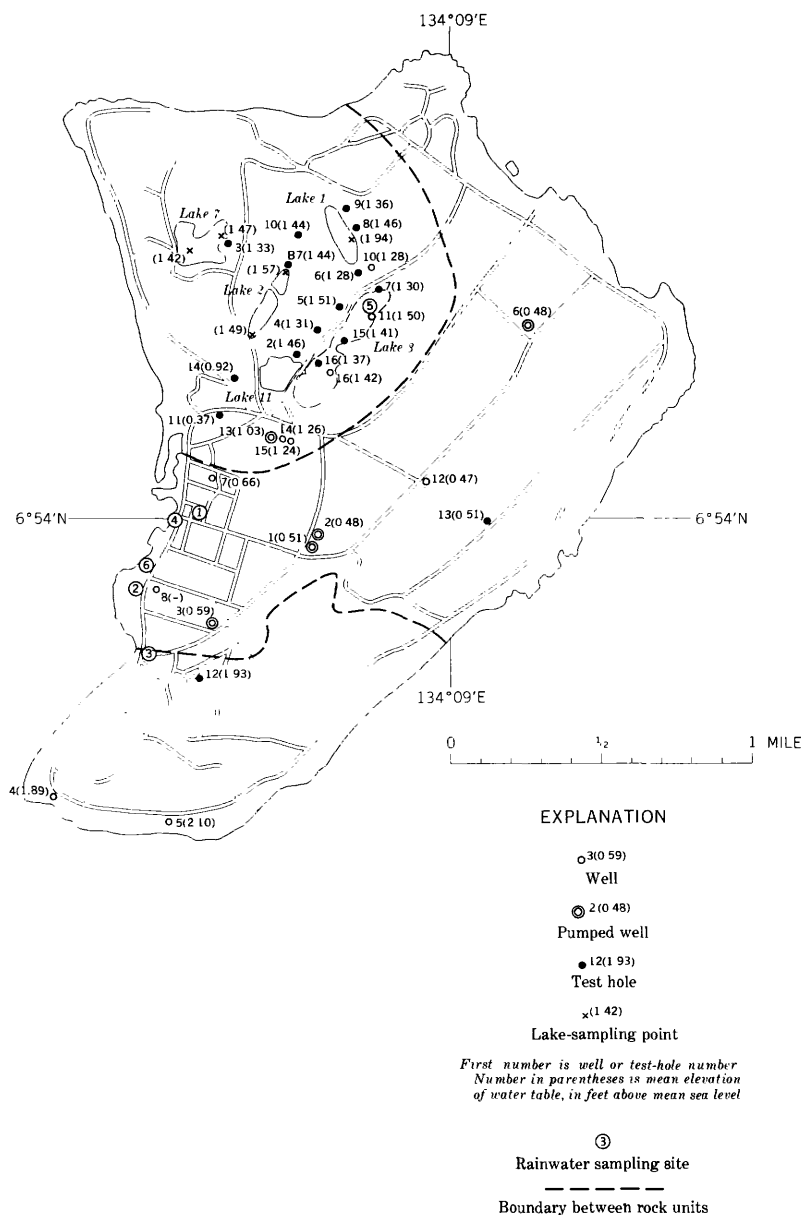 134°09'E
Lake 1
9(1 36)
Lake 7
8(1 46)
(1 47)
10(1 44)
(1 94)
3(1 33)
B7(1 44)
10(1 28)
(1 42)
(1 57)
6(1 28)
7(1 30)
Lake 2
5(1 51)
5
6(0 48)
11(1 50)
4(1 31)
(1 49)
15(1 41)
2(1 46)
Lake 3
16(1 37)
14(0.92)
16(1 42)
Lake 11
11(0.37)
13(1 03)
14(1 26)
15(1 24)
7(0 66)
12(0 47)
6°54'N
4
1
2(0 48)
13(0 51)
6°54'N
1(0 51)
6
2
8(-)
3(0 59)
3
12(1 93)
134°09'E
0 1/2 1 MILE
4(1.89)
5(2 10)
EXPLANATION
3(0 59)
Well
2(0 48)
Pumped well
12(1 93)
Test hole
(1 42)
Lake-sampling point
First number is well or test-hole number
Number in parentheses is mean elevation
of water table, in feet above mean sea level
3
Rainwater sampling site
Boundary between rock units